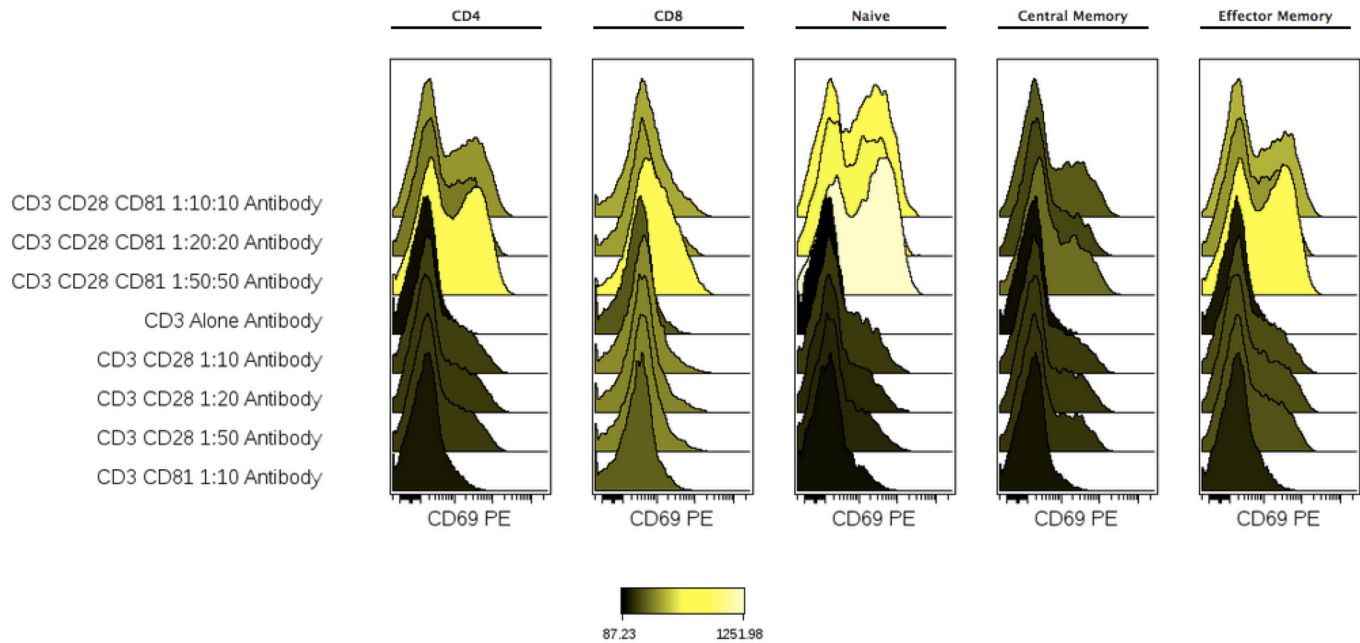 CD4 CD8 Naive Central Memory Effector Memory
CD3 CD28 CD81 1:10:10 Antibody
CD3 CD28 CD81 1:20:20 Antibody
CD3 CD28 CD81 1:50:50 Antibody
CD3 Alone Antibody
CD3 CD28 1:10 Antibody
CD3 CD28 1:20 Antibody
CD3 CD28 1:50 Antibody
CD3 CD81 1:10 Antibody
CD69 PE CD69 PE CD69 PE CD69 PE CD69 PE
87.23 1251.98